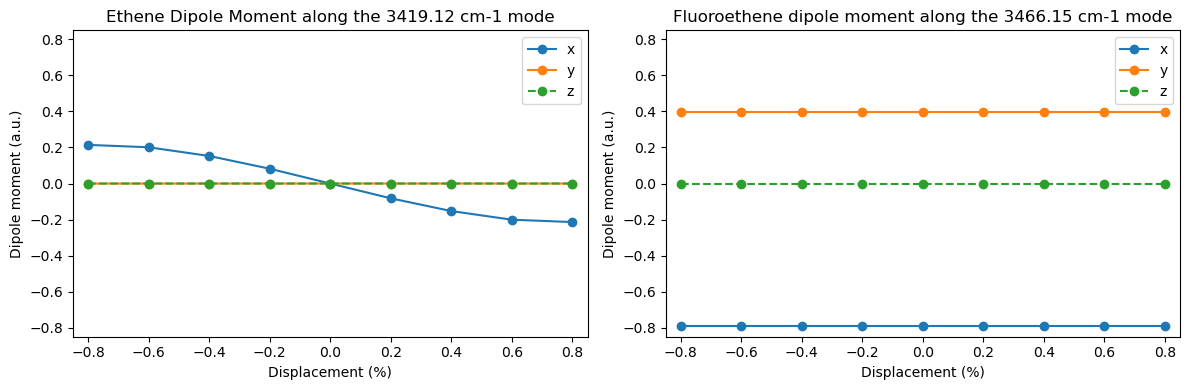 Ethene Dipole Moment along the 3419.12 cm-1 mode
Dipole moment (a.u.)
0.8
0.6
0.4
0.2
0.0
−0.2
−0.4
−0.6
−0.8
x
y
z
−0.8 −0.6 −0.4 −0.2 0.0 0.2 0.4 0.6 0.8
Displacement (%)
Fluoroethene dipole moment along the 3466.15 cm-1 mode
Dipole moment (a.u.)
0.8
0.6
0.4
0.2
0.0
−0.2
−0.4
−0.6
−0.8
x
y
z
−0.8 −0.6 −0.4 −0.2 0.0 0.2 0.4 0.6 0.8
Displacement (%)